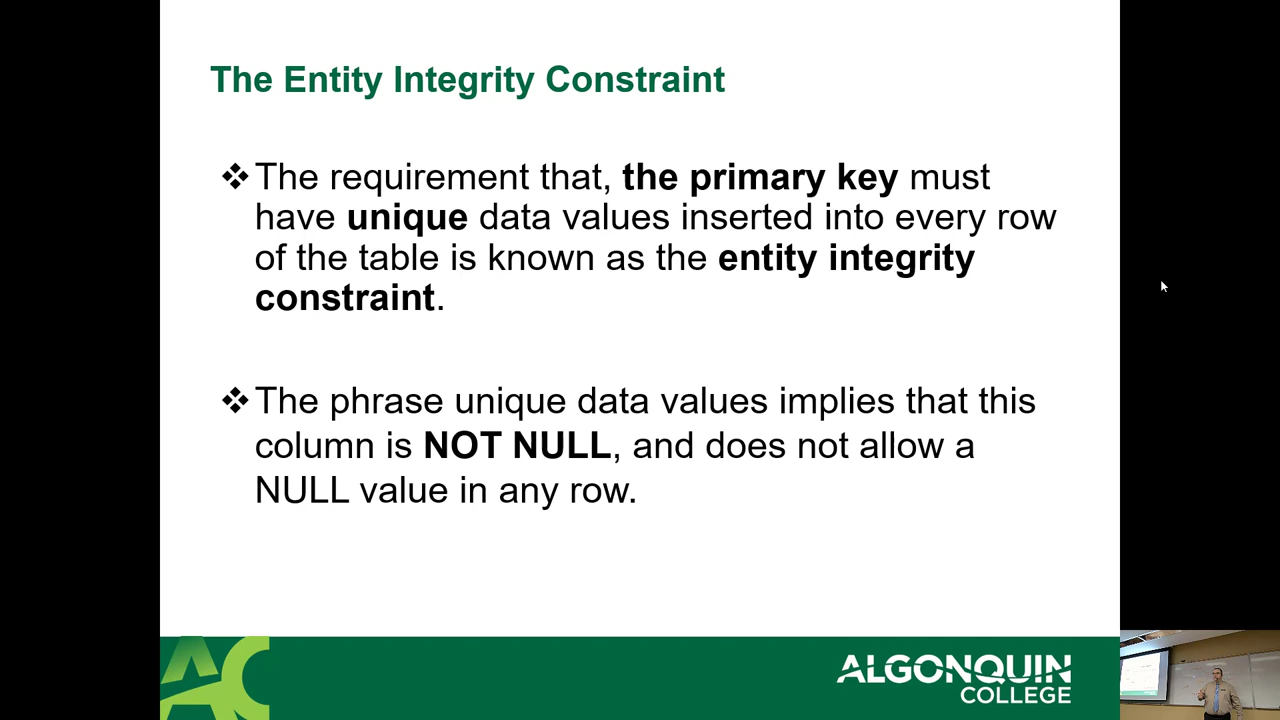 The Entity Integrity Constraint
❖ The requirement that, the primary key must
have unique data values inserted into every row
of the table is known as the entity integrity
constraint.
❖ The phrase unique data values implies that this
column is NOT NULL, and does not allow a
NULL value in any row.
AC
ALGONQUIN
COLLEGE